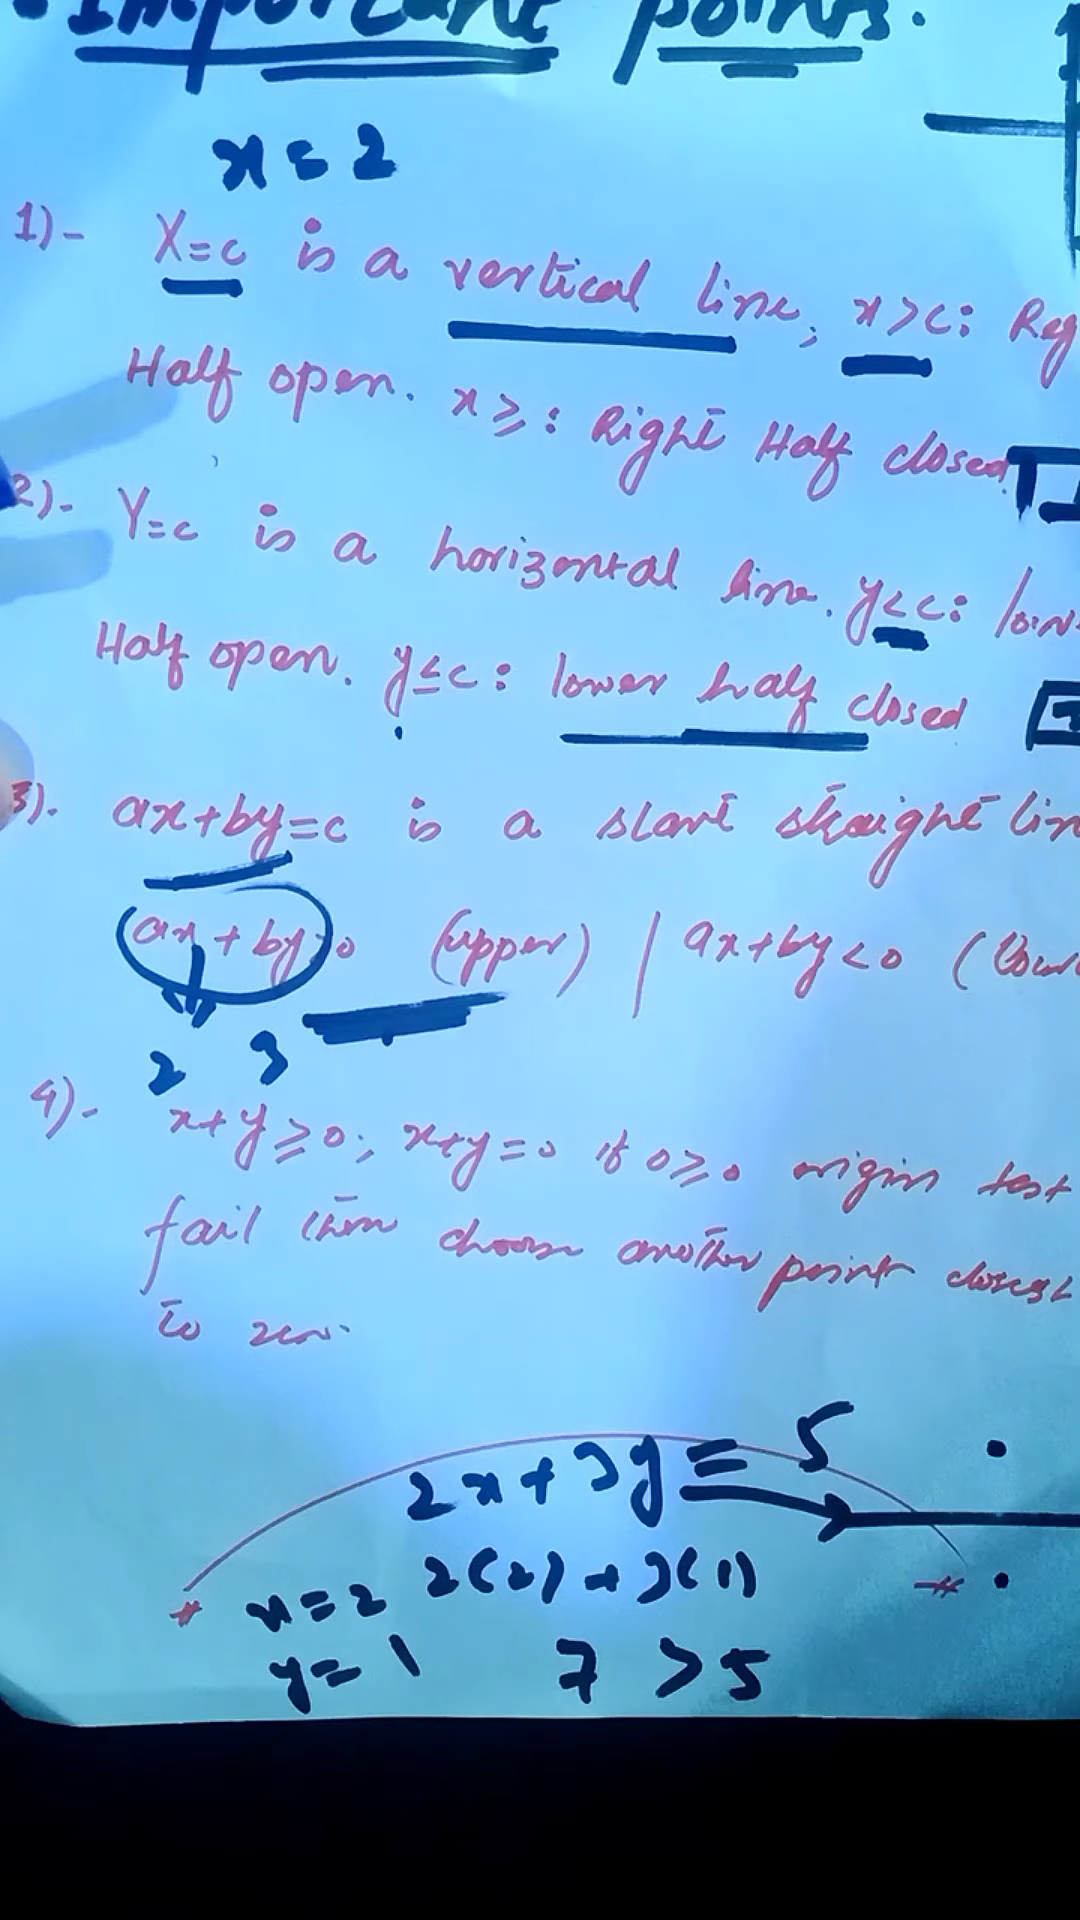 Important points.
x = 2
1)- X=c is a vertical line, x>c: Reg
Half open. x≥: Right Half closed
2)- Y=c is a horizontal line. y<c: low
Half open. y≤c: lower half closed
3). ax+by=c is a slant straight lin
ax+by>0 (upper) | ax+by<0 (Low
2 3
4)- x+y≥0; x+y=0 if 0≥0 origin test
fail then choose another point closest
to zero.
2x+3y = 5
x=2 2(2)+3(1)
y=1 7 > 5